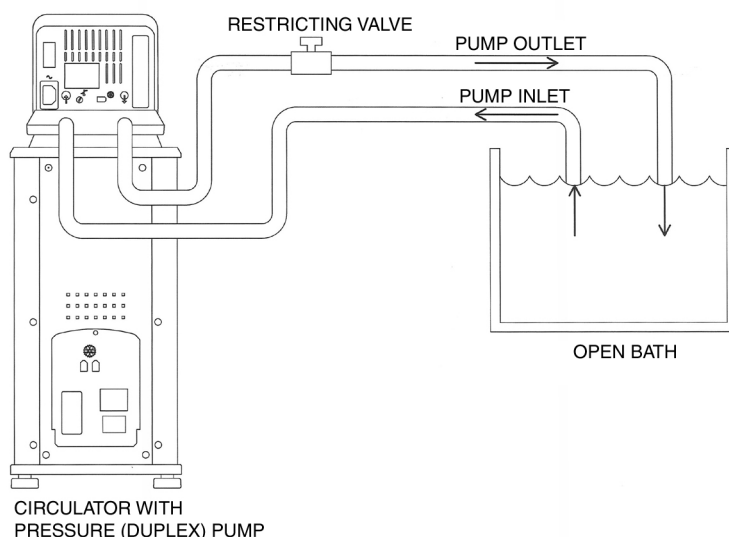 RESTRICTING VALVE
PUMP OUTLET
PUMP INLET
OPEN BATH
CIRCULATOR WITH
PRESSURE (DUPLEX) PUMP